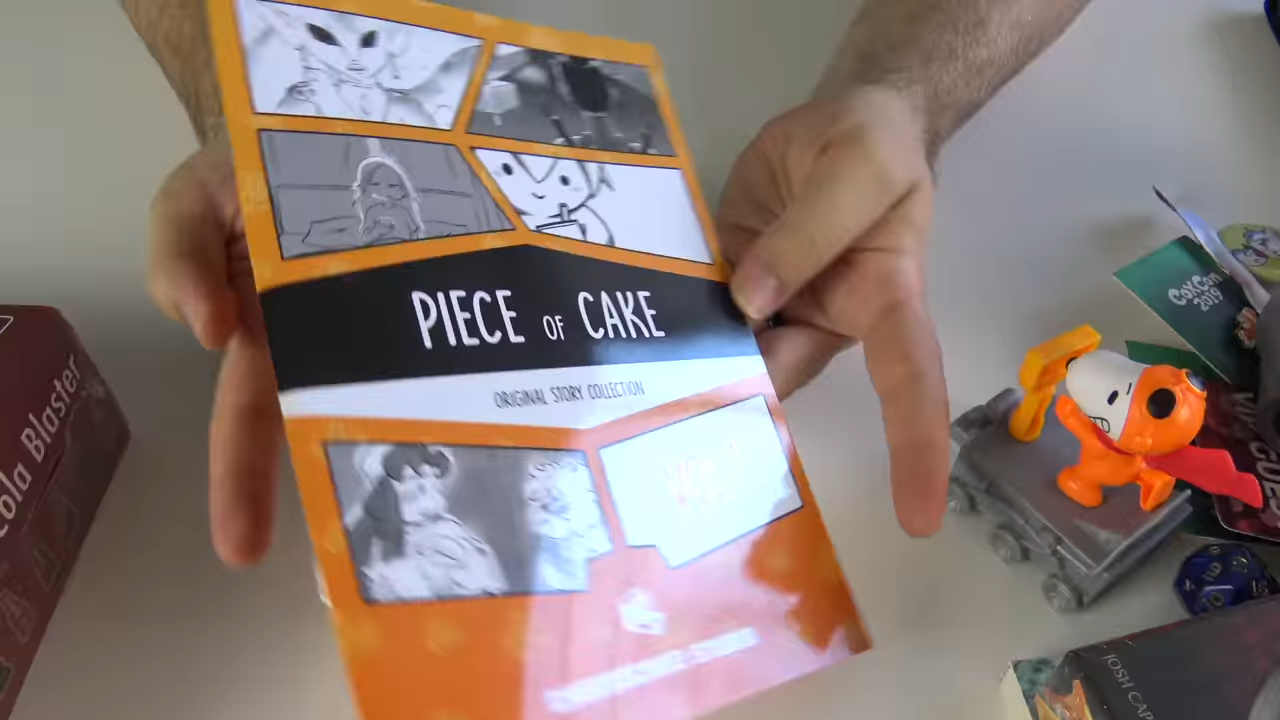 PIECE OF CAKE
ORIGINAL STORY COLLECTION
Cola Blaster
CoxCon
2019
JOSH CAP